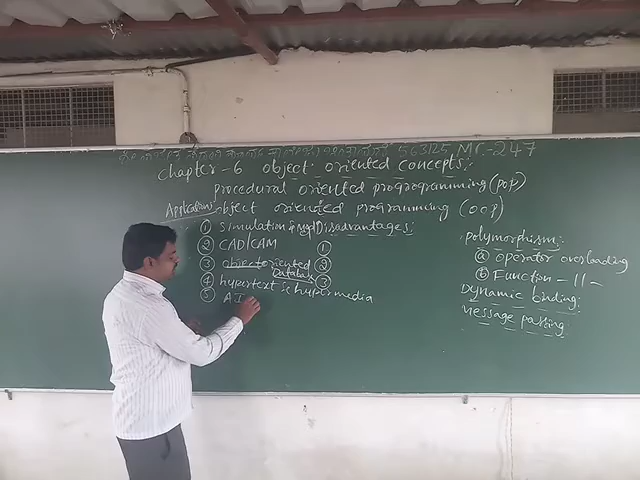 563125, Mr.-247
chapter-6 object oriented concepts:
procedural oriented progrogramming (pop)
Applications object oriented programming (OOP)
① simulation & Disadvantages:
② CAD/CAM ①
③ object oriented ②
Database ③
④ hypertext & hypermedia
⑤ AI
polymorphism:
ⓐ operator overloading
ⓑ Function - 11 -
Dynamic binding:
Message passing